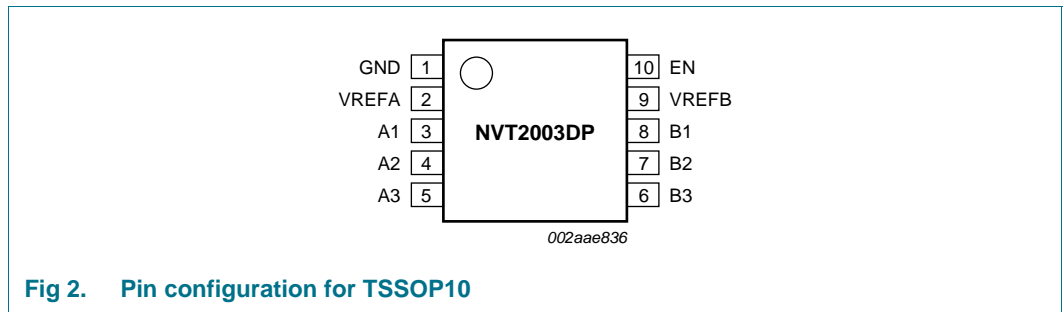 GND 1 10 EN
VREFA 2 9 VREFB
A1 3 NVT2003DP 8 B1
A2 4 7 B2
A3 5 6 B3
002aae836
Fig 2. Pin configuration for TSSOP10